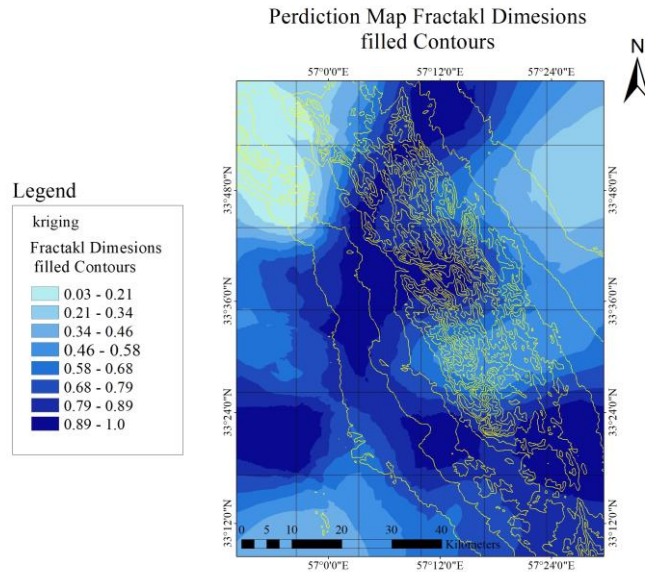 Perdiction Map Fractakl Dimesions
filled Contours
N
57°0'0"E 57°12'0"E 57°24'0"E
33°48'0"N 33°48'0"N
33°36'0"N 33°36'0"N
33°24'0"N 33°24'0"N
33°12'0"N 33°12'0"N
Legend
kriging
Fractakl Dimesions
filled Contours
0.03 - 0.21
0.21 - 0.34
0.34 - 0.46
0.46 - 0.58
0.58 - 0.68
0.68 - 0.79
0.79 - 0.89
0.89 - 1.0
0 5 10 20 30 40
Kilometers
57°0'0"E 57°12'0"E 57°24'0"E